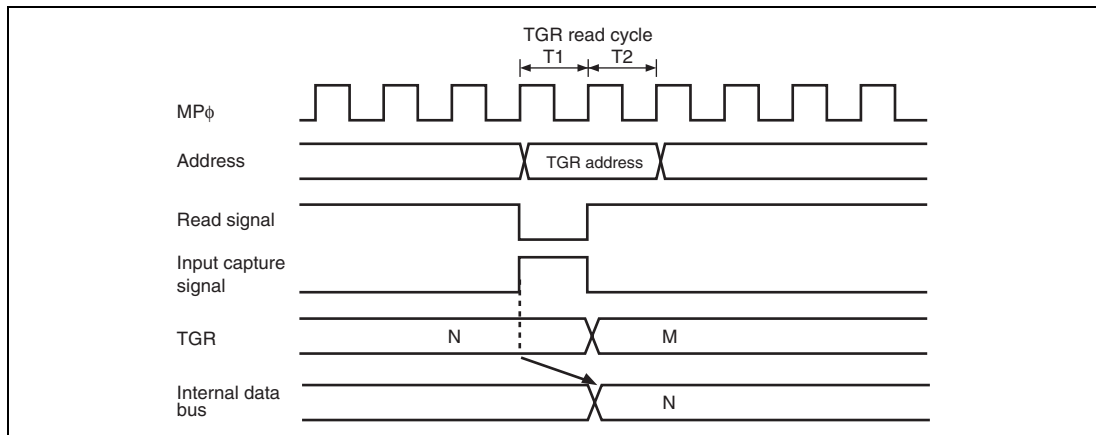 TGR read cycle
T1 T2
MPϕ
Address
TGR address
Read signal
Input capture
signal
TGR
N
M
Internal data
bus
N